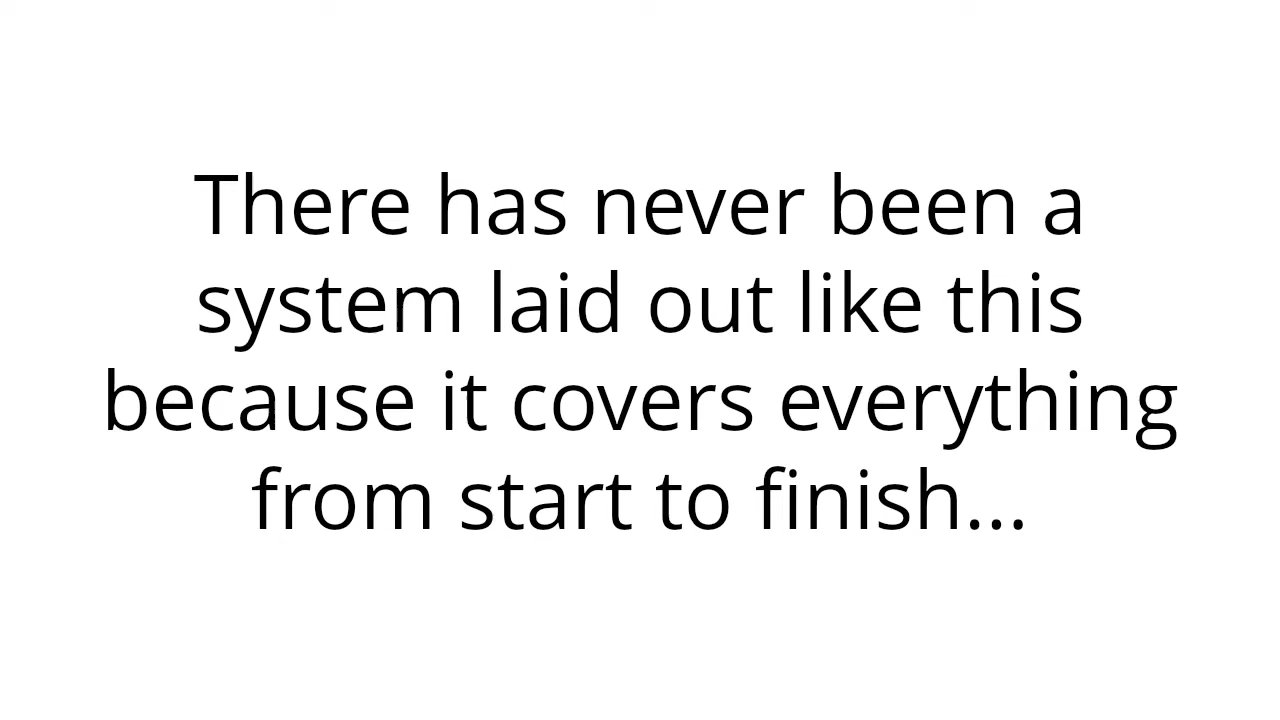 There has never been a
system laid out like this
because it covers everything
from start to finish...